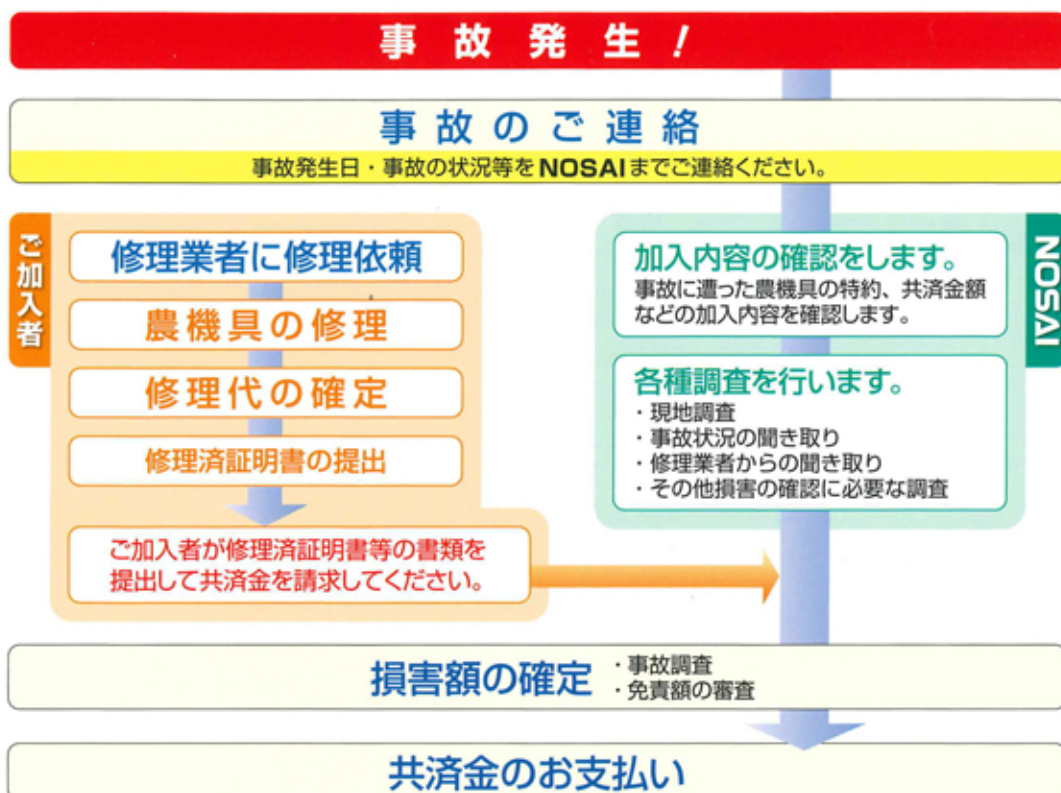 事故発生！
事故のご連絡
事故発生日・事故の状況等をNOSAIまでご連絡ください。
ご加入者
修理業者に修理依頼
農機具の修理
修理代の確定
修理済証明書の提出
ご加入者が修理済証明書等の書類を
提出して共済金を請求してください。
NOSAI
加入内容の確認をします。
事故に遭った農機具の特約、共済金額
などの加入内容を確認します。
各種調査を行います。
・現地調査
・事故状況の聞き取り
・修理業者からの聞き取り
・その他損害の確認に必要な調査
損害額の確定
・事故調査
・免責額の審査
共済金のお支払い